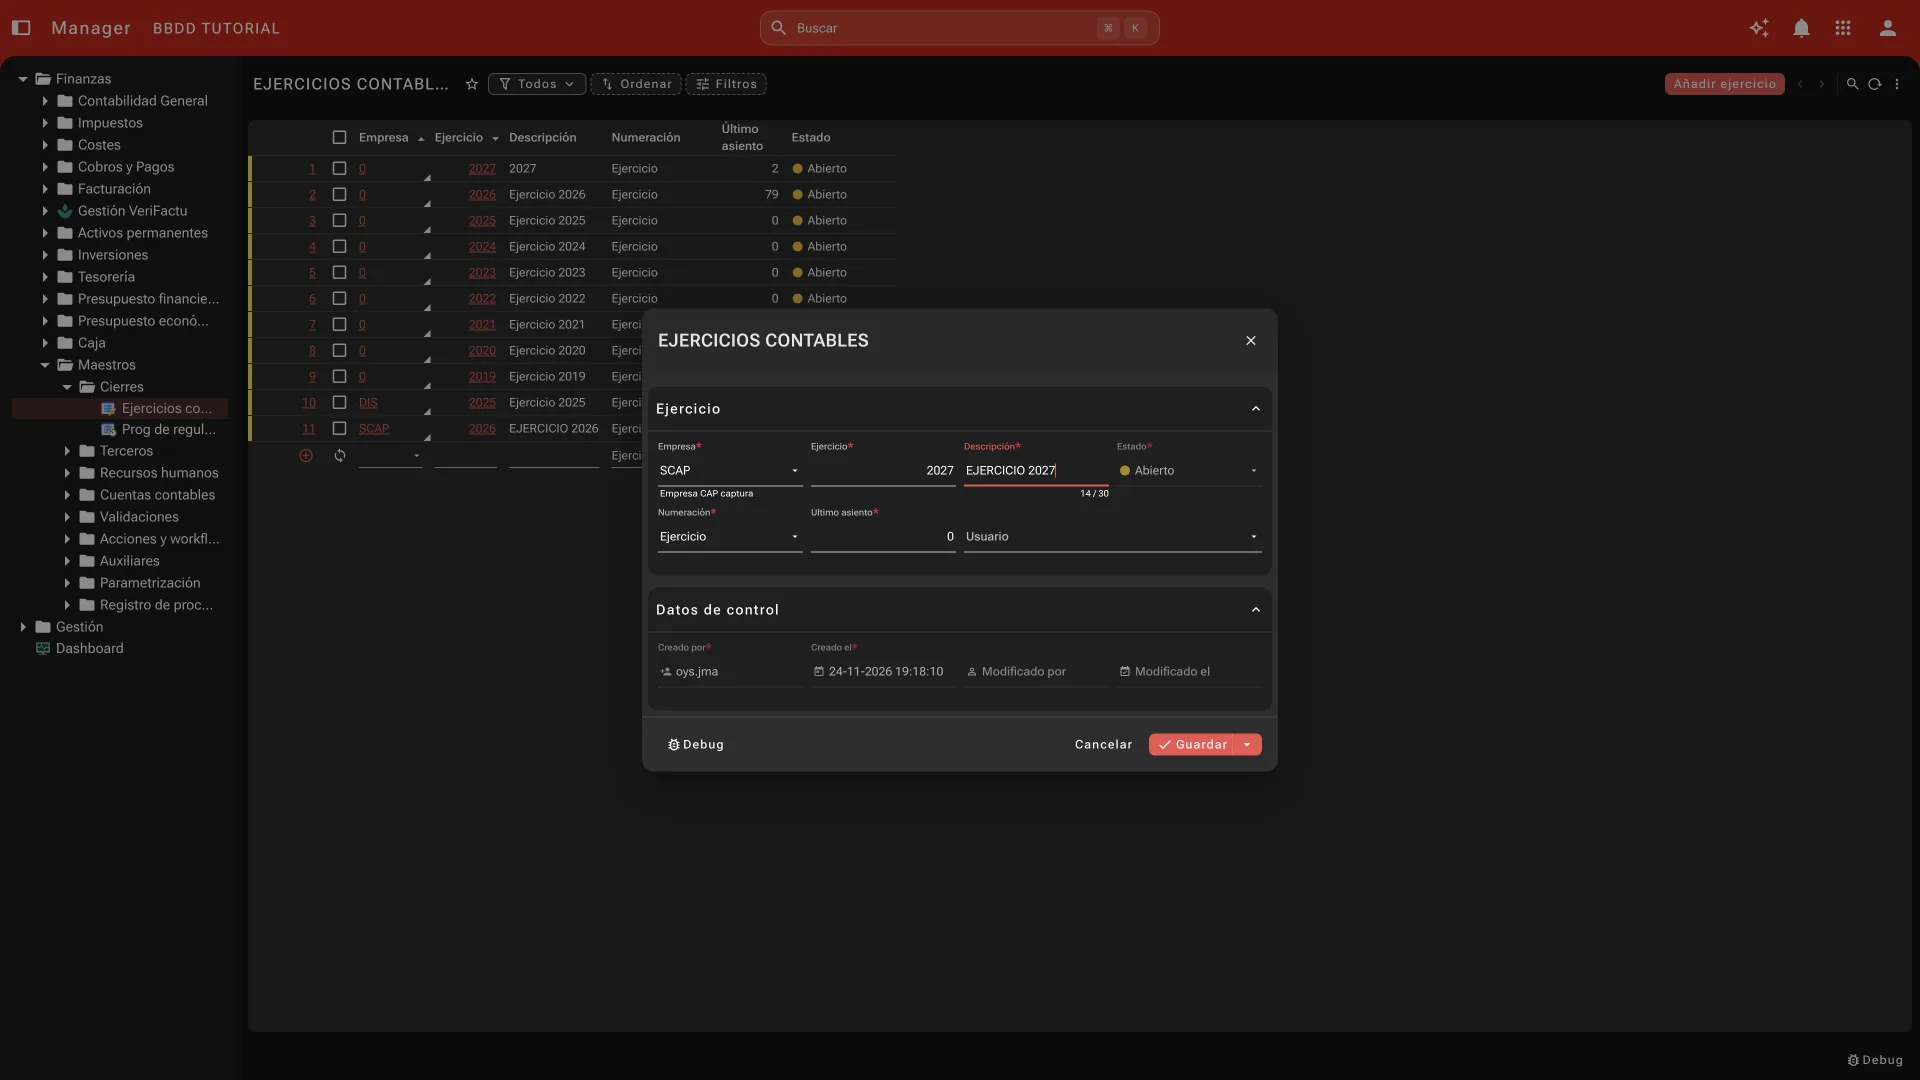 Manager BBDD TUTORIAL Buscar ⌘ K
Finanzas
Contabilidad General
Impuestos
Costes
Cobros y Pagos
Facturación
Gestión VeriFactu
Activos permanentes
Inversiones
Tesorería
Presupuesto financie...
Presupuesto econó...
Caja
Maestros
Cierres
Ejercicios co...
Prog de regul...
Terceros
Recursos humanos
Cuentas contables
Validaciones
Acciones y workfl...
Auxiliares
Parametrización
Registro de proc...
Gestión
Dashboard
EJERCICIOS CONTABL... Todos Ordenar Filtros Añadir ejercicio
Empresa Ejercicio Descripción Numeración Último asiento Estado
1 0 2027 2027 Ejercicio 2 Abierto
2 0 2026 Ejercicio 2026 Ejercicio 79 Abierto
3 0 2025 Ejercicio 2025 Ejercicio 0 Abierto
4 0 2024 Ejercicio 2024 Ejercicio 0 Abierto
5 0 2023 Ejercicio 2023 Ejercicio 0 Abierto
6 0 2022 Ejercicio 2022 Ejercicio 0 Abierto
7 0 2021 Ejercicio 2021 Ejerci
8 0 2020 Ejercicio 2020 Ejerci
9 0 2019 Ejercicio 2019 Ejerci
10 DIS 2025 Ejercicio 2025 Ejerci
11 SCAP 2026 EJERCICIO 2026 Ejerci
Ejerci
EJERCICIOS CONTABLES
Ejercicio
Empresa* Ejercicio* Descripción* Estado*
SCAP 2027 EJERCICIO 2027 Abierto
Empresa CAP captura 14 / 30
Numeración* Último asiento*
Ejercicio 0 Usuario
Datos de control
Creado por* Creado el*
oys.jma 24-11-2026 19:18:10 Modificado por Modificado el
Debug Cancelar Guardar
Debug